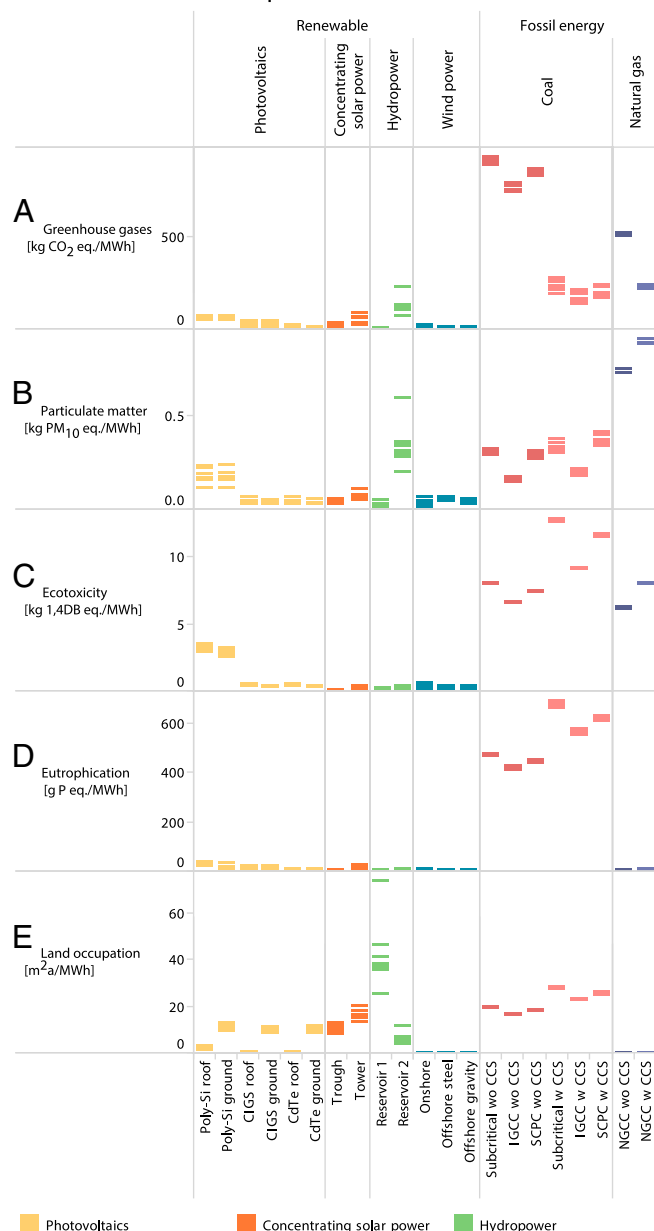 Renewable
Fossil energy
Photovoltaics
Concentrating
solar power
Hydropower
Wind power
Coal
Natural gas
A
Greenhouse gases
[kg CO2 eq./MWh]
500
0
B
Particulate matter
[kg PM10 eq./MWh]
0.5
0.0
C
Ecotoxicity
[kg 1,4DB eq./MWh]
10
5
0
D
Eutrophication
[g P eq./MWh]
600
400
200
0
E
Land occupation
[m2a/MWh]
60
40
20
0
Poly-Si roof
Poly-Si ground
CIGS roof
CIGS ground
CdTe roof
CdTe ground
Trough
Tower
Reservoir 1
Reservoir 2
Onshore
Offshore steel
Offshore gravity
Subcritical wo CCS
IGCC wo CCS
SCPC wo CCS
Subcritical w CCS
IGCC w CCS
SCPC w CCS
NGCC wo CCS
NGCC w CCS
Photovoltaics
Concentrating solar power
Hydropower